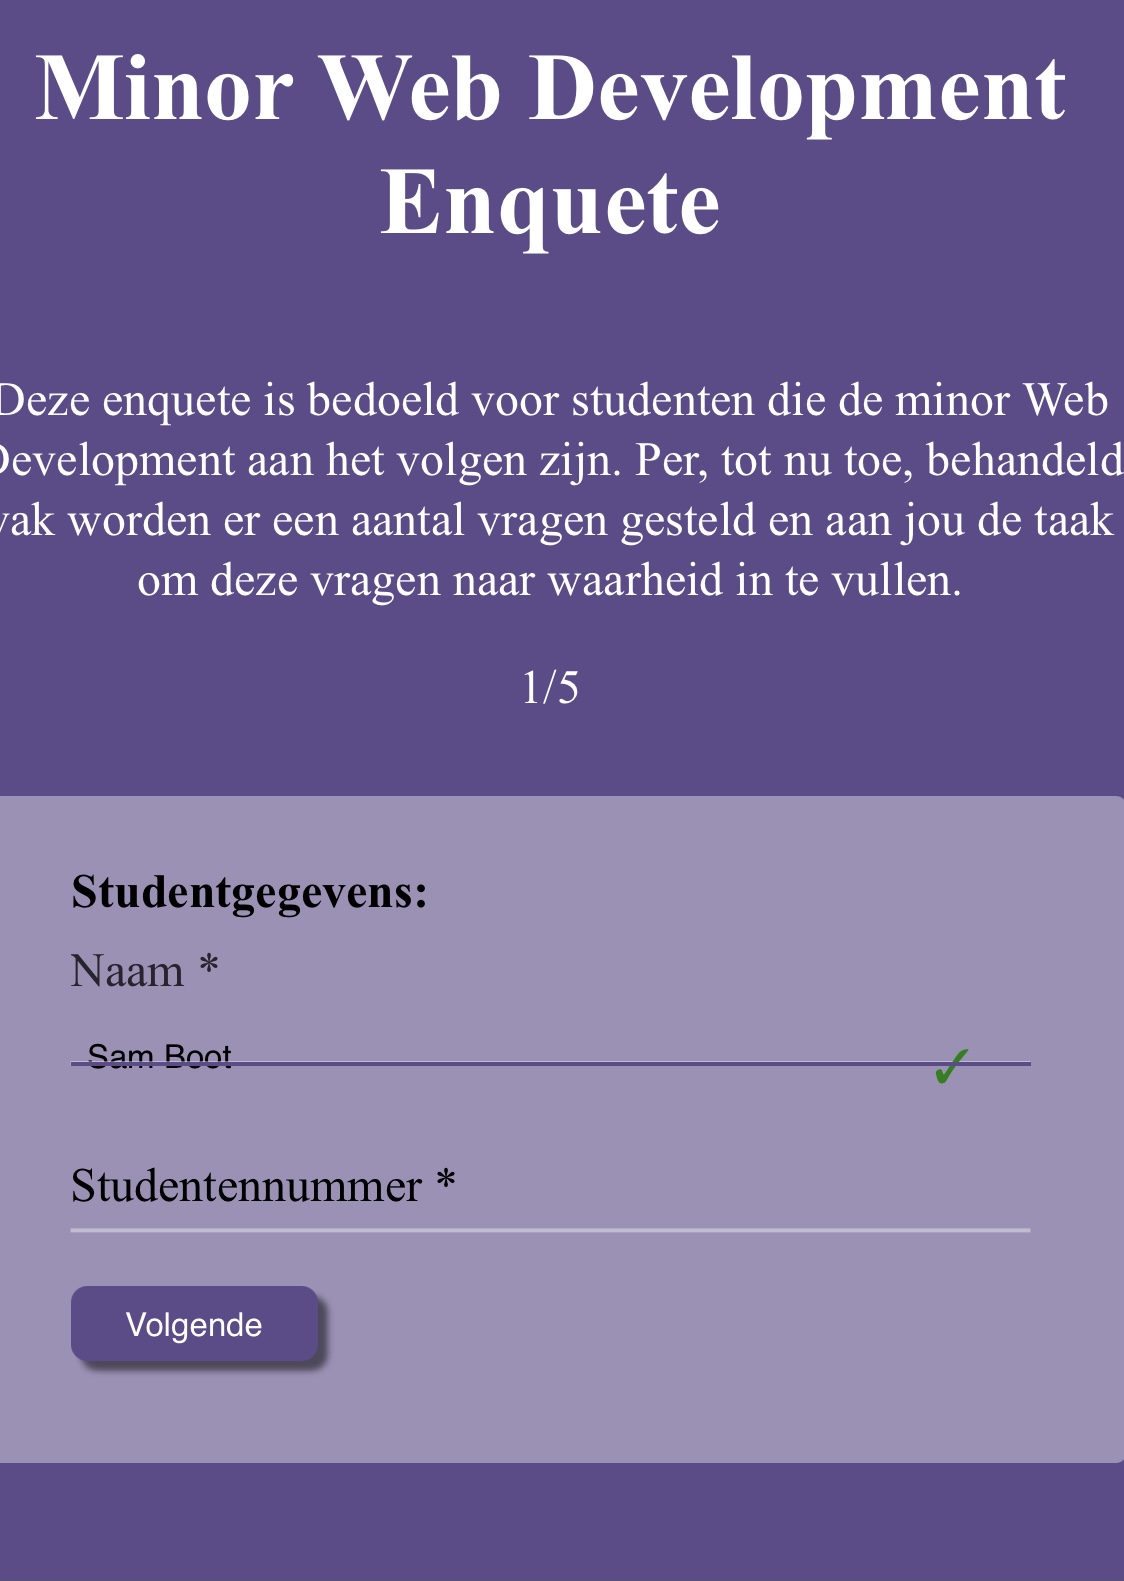 Minor Web Development
Enquete
Deze enquete is bedoeld voor studenten die de minor Web
Development aan het volgen zijn. Per, tot nu toe, behandeld
vak worden er een aantal vragen gesteld en aan jou de taak
om deze vragen naar waarheid in te vullen.
1/5
Studentgegevens:
Naam *
Sam Boot ✓
Studentennummer *
Volgende